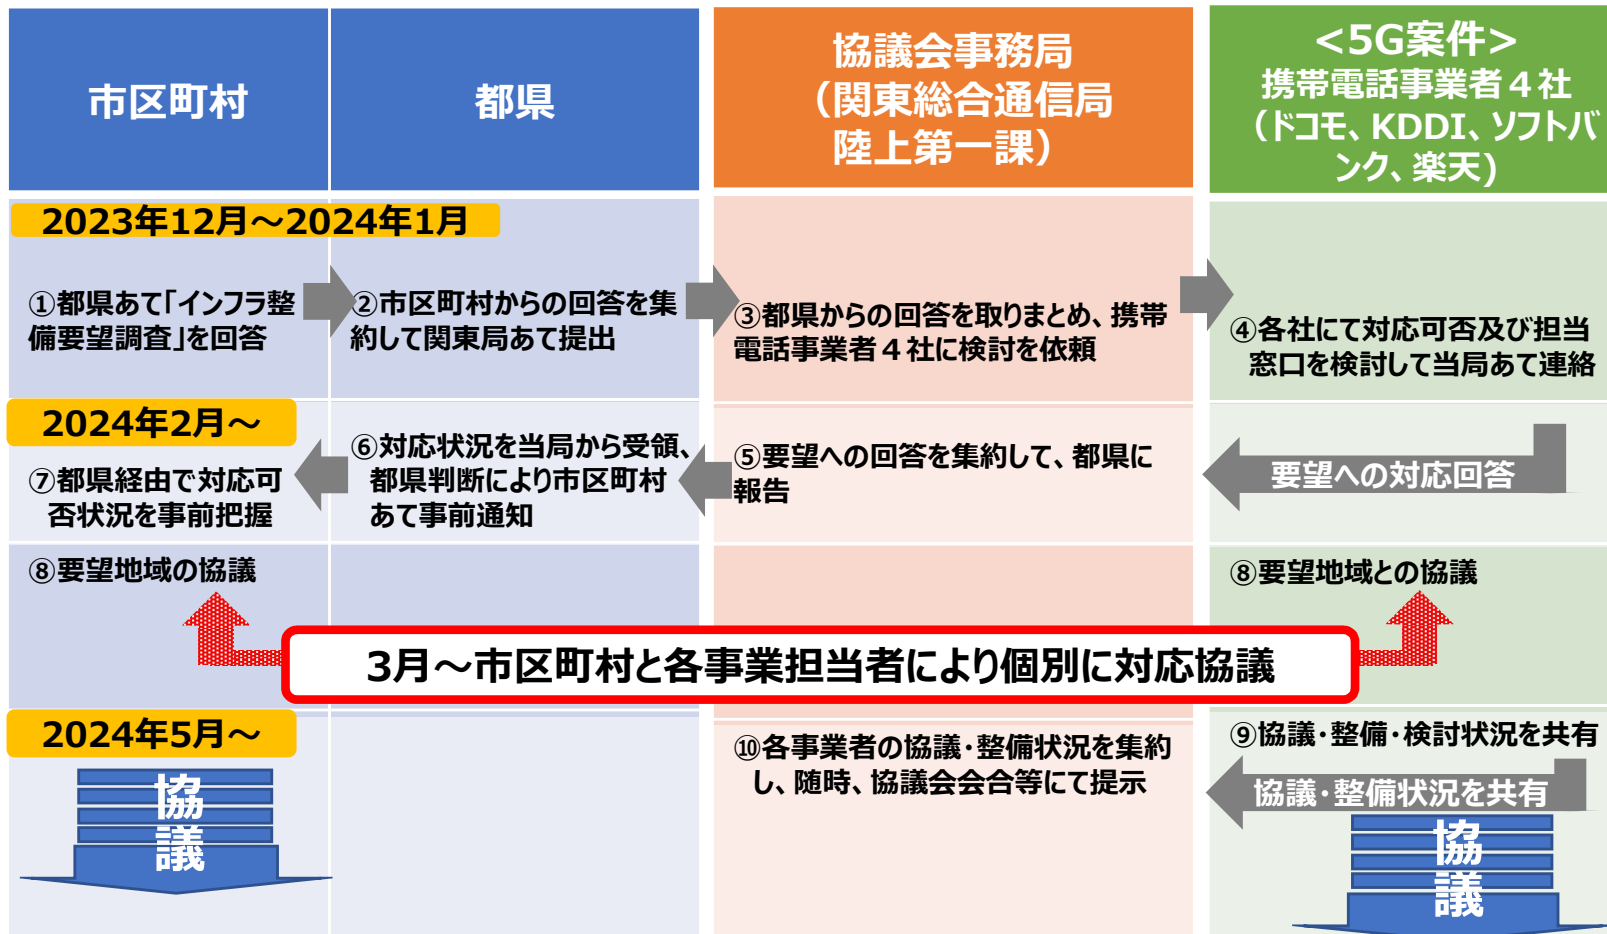 市区町村
都県
協議会事務局
（関東総合通信局
陸上第一課）
<5G案件>
携帯電話事業者４社
（ドコモ、KDDI、ソフトバ
ンク、楽天)
2023年12月～2024年1月
①都県あて「インフラ整
備要望調査」を回答
②市区町村からの回答を集
約して関東局あて提出
③都県からの回答を取りまとめ、携帯
電話事業者４社に検討を依頼
④各社にて対応可否及び担当
窓口を検討して当局あて連絡
2024年2月～
⑦都県経由で対応可
否状況を事前把握
⑥対応状況を当局から受領、
都県判断により市区町村
あて事前通知
⑤要望への回答を集約して、都県に
報告
要望への対応回答
⑧要望地域の協議
⑧要望地域との協議
3月～市区町村と各事業担当者により個別に対応協議
2024年5月～
協
議
⑩各事業者の協議・整備状況を集約
し、随時、協議会会合等にて提示
⑨協議・整備・検討状況を共有
協議・整備状況を共有
協
議